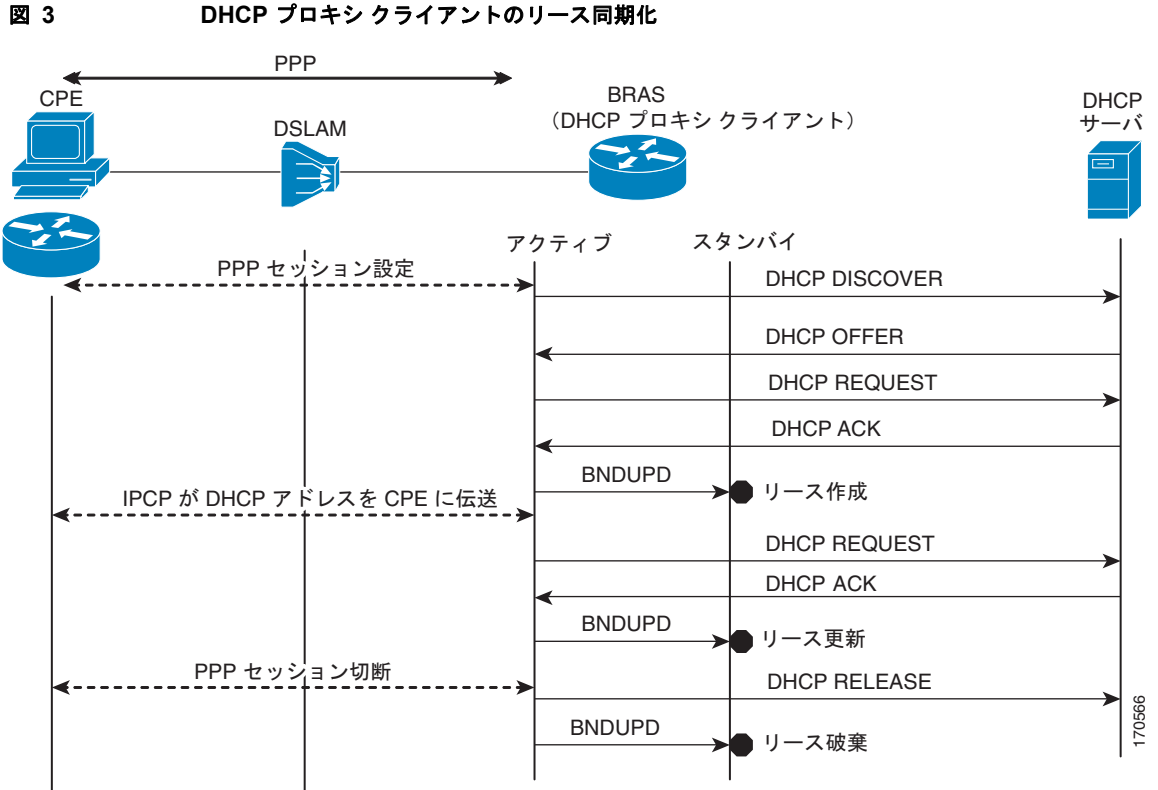 図 3 DHCP プロキシ クライアントのリース同期化
PPP
CPE
DSLAM
BRAS
（DHCP プロキシ クライアント）
DHCP
サーバ
アクティブ
スタンバイ
PPP セッション設定
DHCP DISCOVER
DHCP OFFER
DHCP REQUEST
DHCP ACK
BNDUPD
リース作成
IPCP が DHCP アドレスを CPE に伝送
DHCP REQUEST
DHCP ACK
BNDUPD
リース更新
PPP セッション切断
DHCP RELEASE
BNDUPD
リース破棄
170566